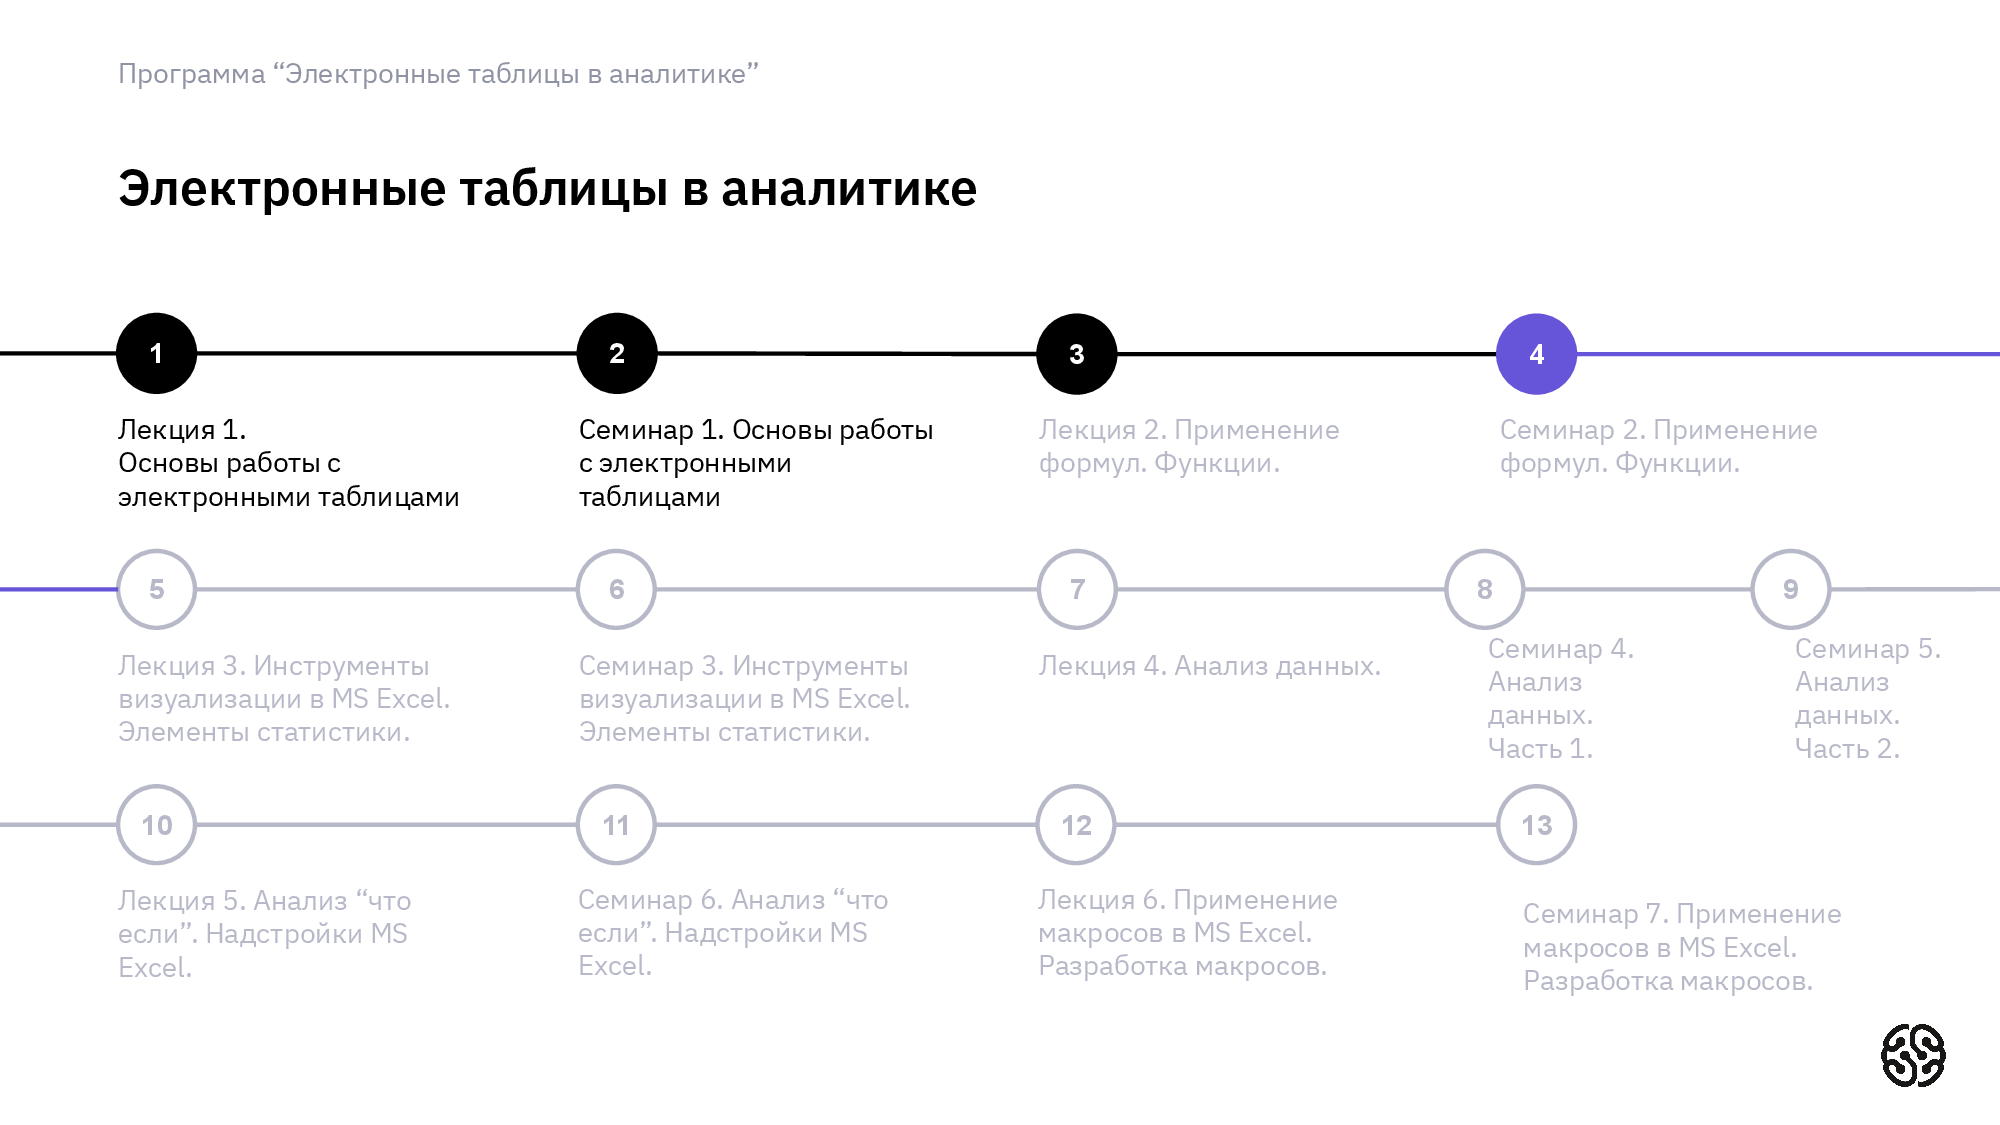 Программа “Электронные таблицы в аналитике”
Электронные таблицы в аналитике
1
2
3
4
Лекция 1.
Основы работы с
электронными таблицами
Семинар 1. Основы работы
с электронными
таблицами
Лекция 2. Применение
формул. Функции.
Семинар 2. Применение
формул. Функции.
5
6
7
8
9
Лекция 3. Инструменты
визуализации в MS Excel.
Элементы статистики.
Семинар 3. Инструменты
визуализации в MS Excel.
Элементы статистики.
Лекция 4. Анализ данных.
Семинар 4.
Анализ
данных.
Часть 1.
Семинар 5.
Анализ
данных.
Часть 2.
10
11
12
13
Лекция 5. Анализ “что
если”. Надстройки MS
Excel.
Семинар 6. Анализ “что
если”. Надстройки MS
Excel.
Лекция 6. Применение
макросов в MS Excel.
Разработка макросов.
Семинар 7. Применение
макросов в MS Excel.
Разработка макросов.